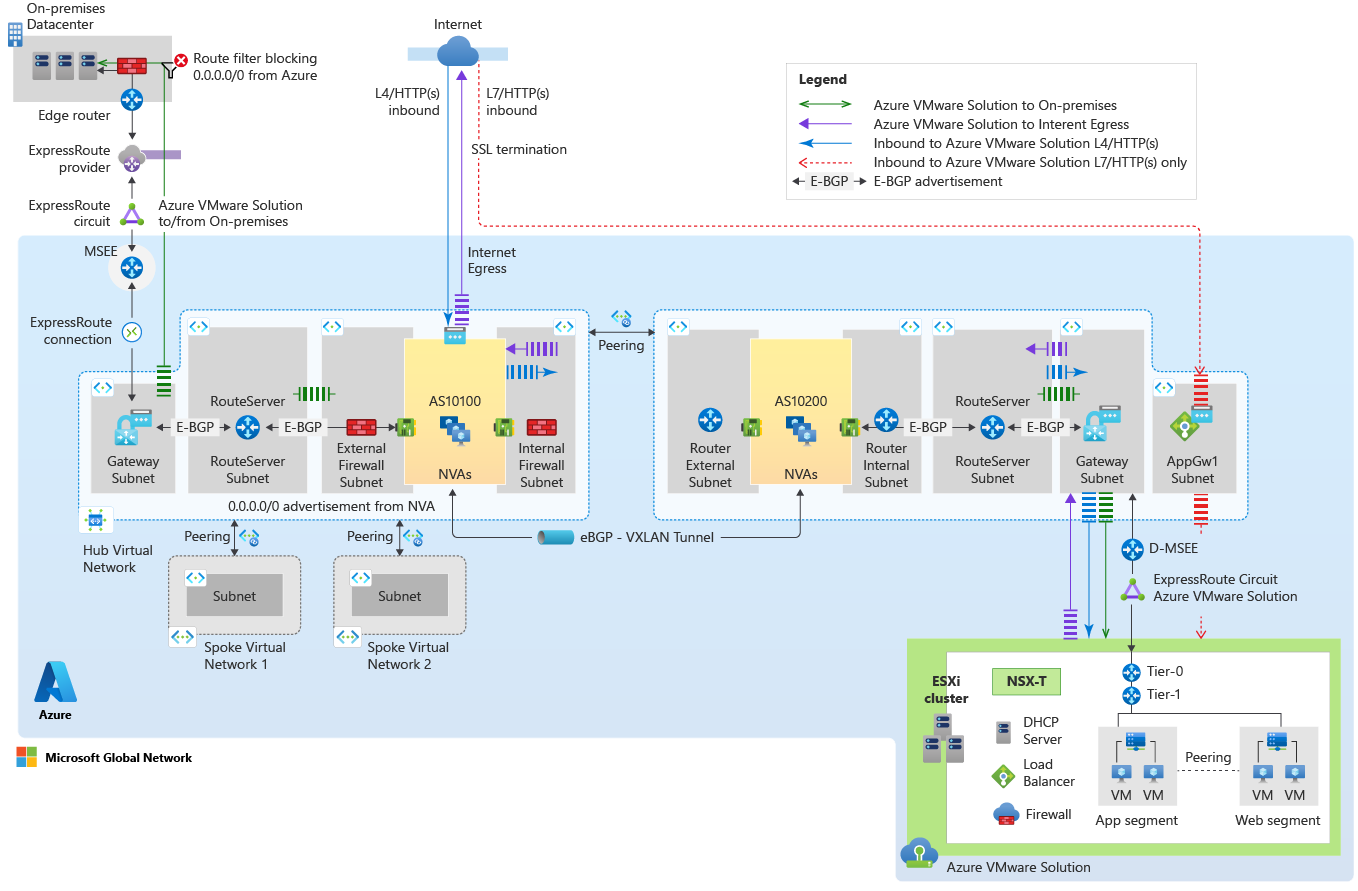 On-premises
Datacenter
Route filter blocking
0.0.0.0/0 from Azure
Edge router
ExpressRoute
provider
ExpressRoute
circuit
Azure VMware Solution
to/from On-premises
MSEE
ExpressRoute
connection
Internet
L4/HTTP(s)
inbound
L7/HTTP(s)
inbound
SSL termination
Internet
Egress
Legend
Azure VMware Solution to On-premises
Azure VMware Solution to Interent Egress
Inbound to Azure VMware Solution L4/HTTP(s)
Inbound to Azure VMware Solution L7/HTTP(s) only
E-BGP
E-BGP advertisement
Gateway
Subnet
E-BGP
RouteServer
RouteServer
Subnet
E-BGP
External
Firewall
Subnet
AS10100
NVAs
Internal
Firewall
Subnet
0.0.0.0/0 advertisement from NVA
Hub Virtual
Network
Peering
Router
External
Subnet
AS10200
NVAs
Router
Internal
Subnet
E-BGP
RouteServer
RouteServer
Subnet
E-BGP
Gateway
Subnet
AppGw1
Subnet
Peering
Peering
eBGP - VXLAN Tunnel
Subnet
Subnet
Spoke Virtual
Network 1
Spoke Virtual
Network 2
D-MSEE
ExpressRoute Circuit
Azure VMware Solution
Azure
Microsoft Global Network
ESXi
cluster
NSX-T
DHCP
Server
Load
Balancer
Firewall
Tier-0
Tier-1
Peering
VM
VM
VM
VM
App segment
Web segment
Azure VMware Solution